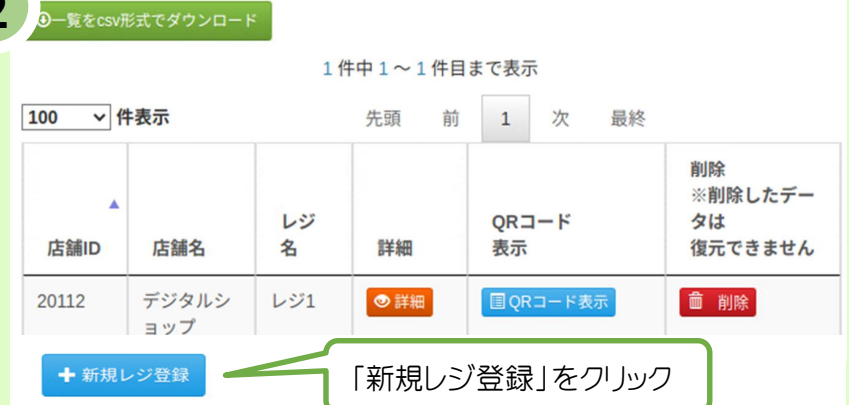 2
一覧をcsv形式でダウンロード
1 件中 1 ～ 1 件目まで表示
100 件表示 先頭 前 1 次 最終
店舗ID 店舗名 レジ名 詳細 QRコード表示 削除 ※削除したデータは復元できません
20112 デジタルショップ レジ1 詳細 QRコード表示 削除
新規レジ登録
「新規レジ登録」をクリック